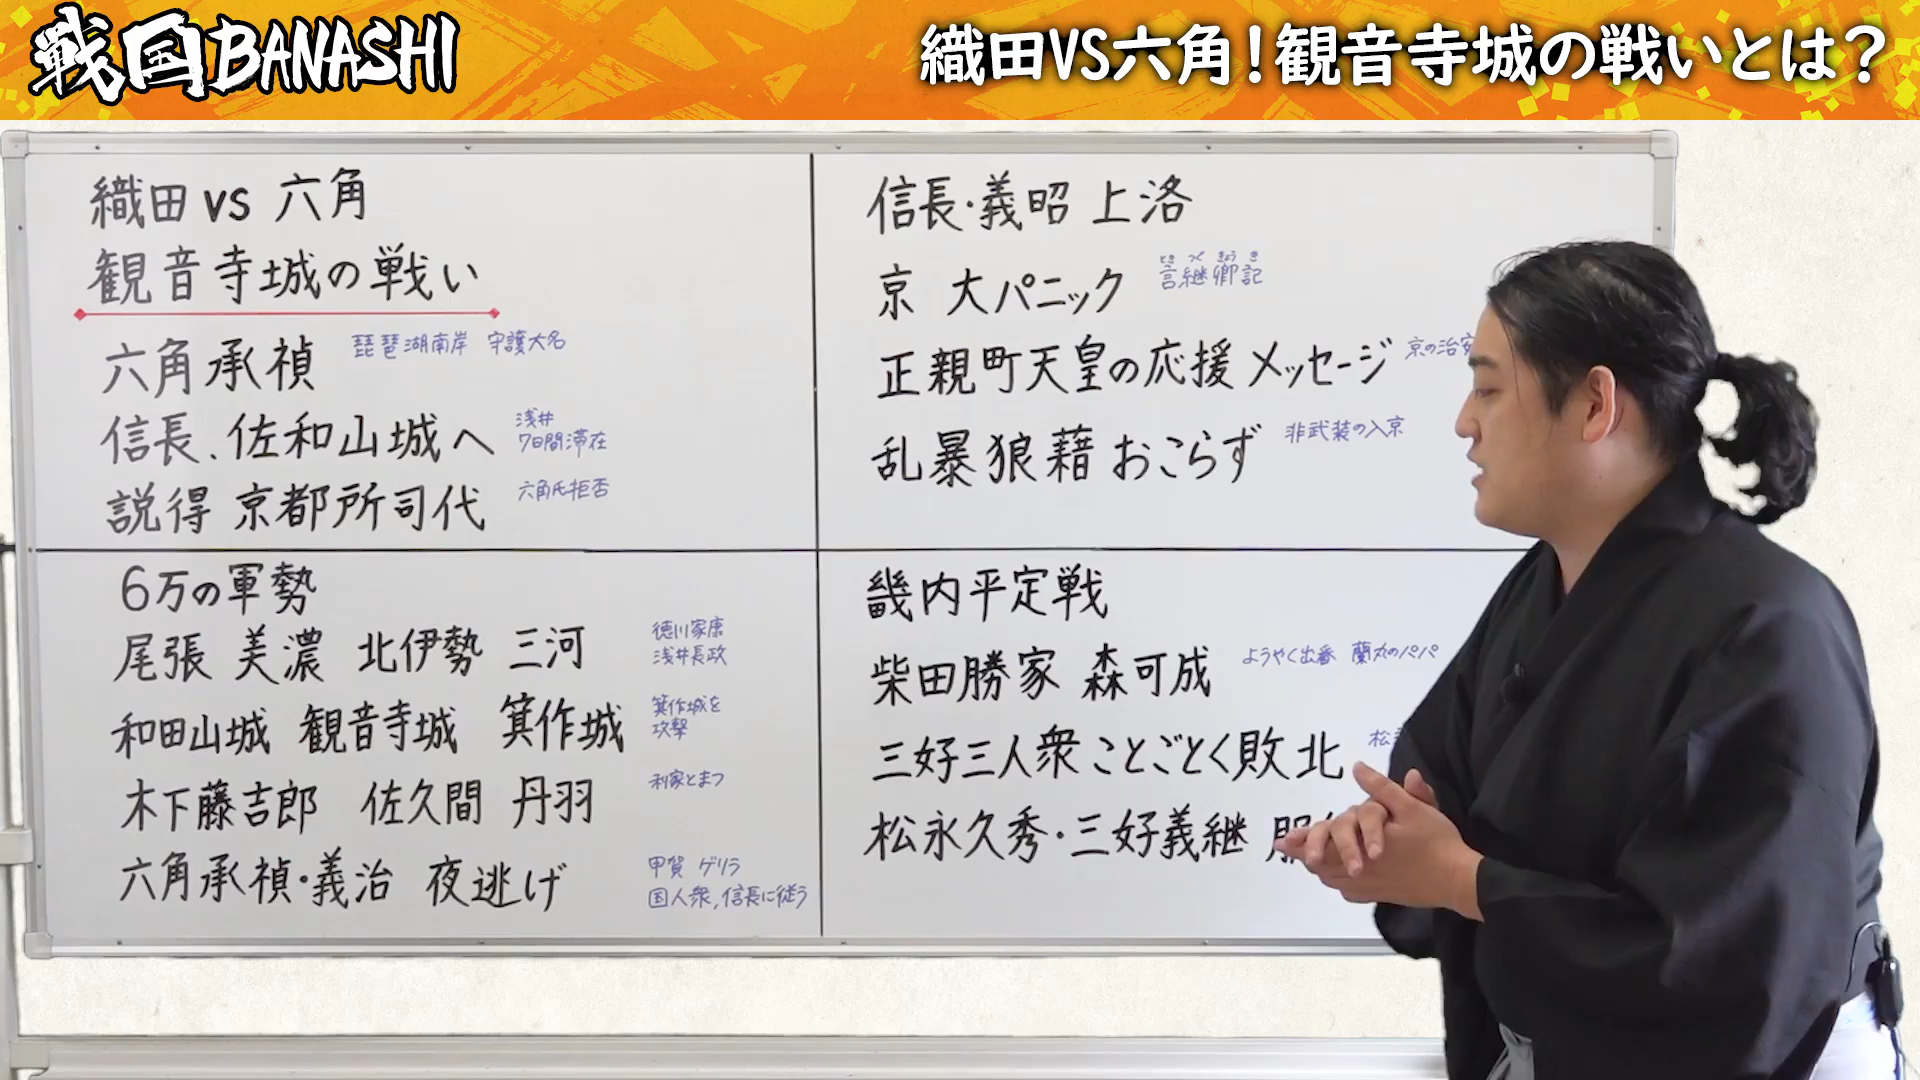 戦国BANASHI
織田VS六角！観音寺城の戦いとは？
織田 vs 六角
観音寺城の戦い
六角承禎 琵琶湖南岸 守護大名
信長、佐和山城へ 浅井
7日間滞在
説得 京都所司代 六角氏拒否
6万の軍勢
尾張 美濃 北伊勢 三河 徳川家康
浅井長政
和田山城 観音寺城 箕作城 箕作城を
攻撃
木下藤吉郎 佐久間 丹羽 利家とまつ
六角承禎・義治 夜逃げ 甲賀 ゲリラ
国人衆,信長に従う
信長・義昭 上洛
京 大パニック 言継卿記
ときつぐきょうき
正親町天皇の応援メッセージ 京の治安
乱暴狼藉おこらず 非武装の入京
畿内平定戦
柴田勝家 森可成 ようやく出番 蘭丸のパパ
三好三人衆ことごとく敗北 松
松永久秀・三好義継 服